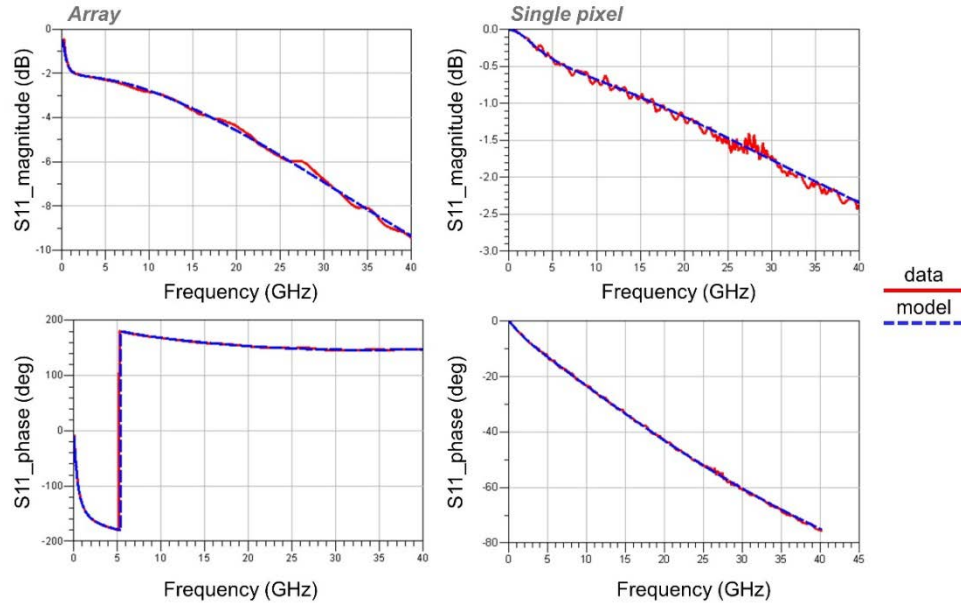 Array
Single pixel
S11_magnitude (dB)
0
-2
-4
-6
-8
-10
0 5 10 15 20 25 30 35 40
Frequency (GHz)
S11_magnitude (dB)
0.0
-0.5
-1.0
-1.5
-2.0
-2.5
-3.0
0 5 10 15 20 25 30 35 40
Frequency (GHz)
data
model
S11_phase (deg)
200
100
0
-100
-200
0 5 10 15 20 25 30 35 40
Frequency (GHz)
S11_phase (deg)
0
-20
-40
-60
-80
0 5 10 15 20 25 30 35 40 45
Frequency (GHz)